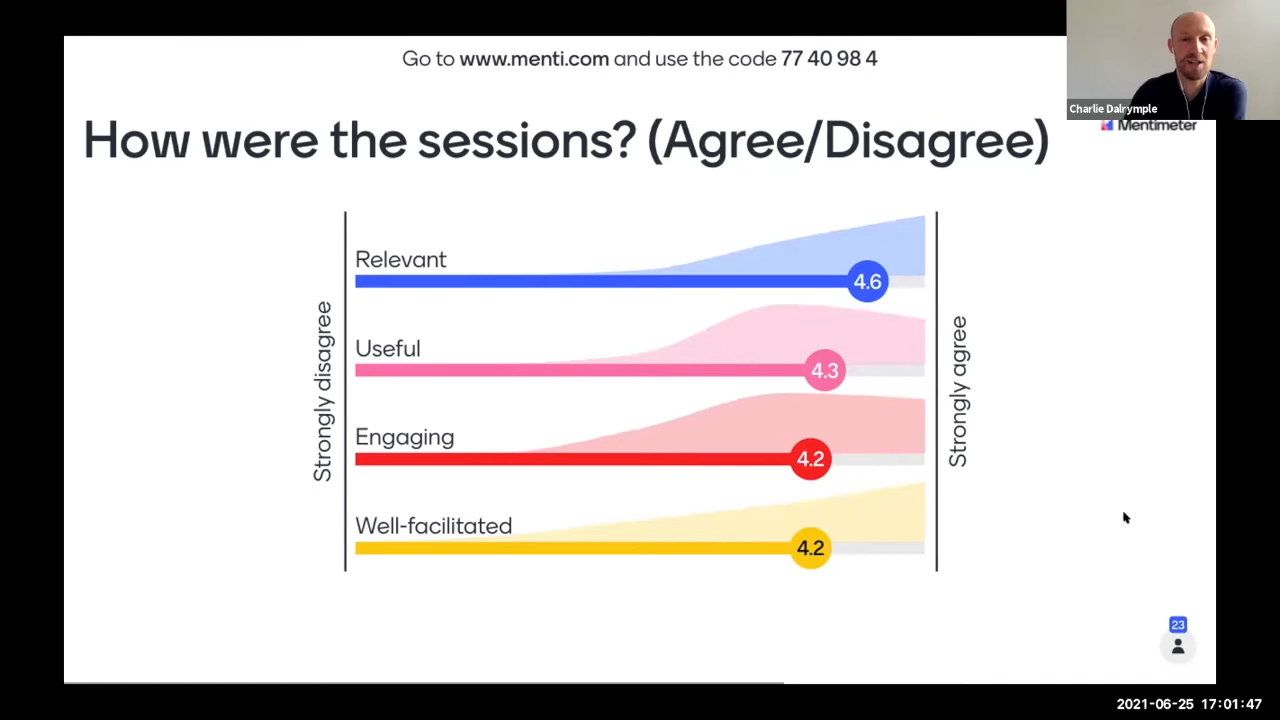 Go to www.menti.com and use the code 77 40 98 4
Charlie Dalrymple
Mentimeter
How were the sessions? (Agree/Disagree)
Strongly disagree
Relevant
4.6
Useful
4.3
Engaging
4.2
Well-facilitated
4.2
Strongly agree
23
2021-06-25 17:01:47